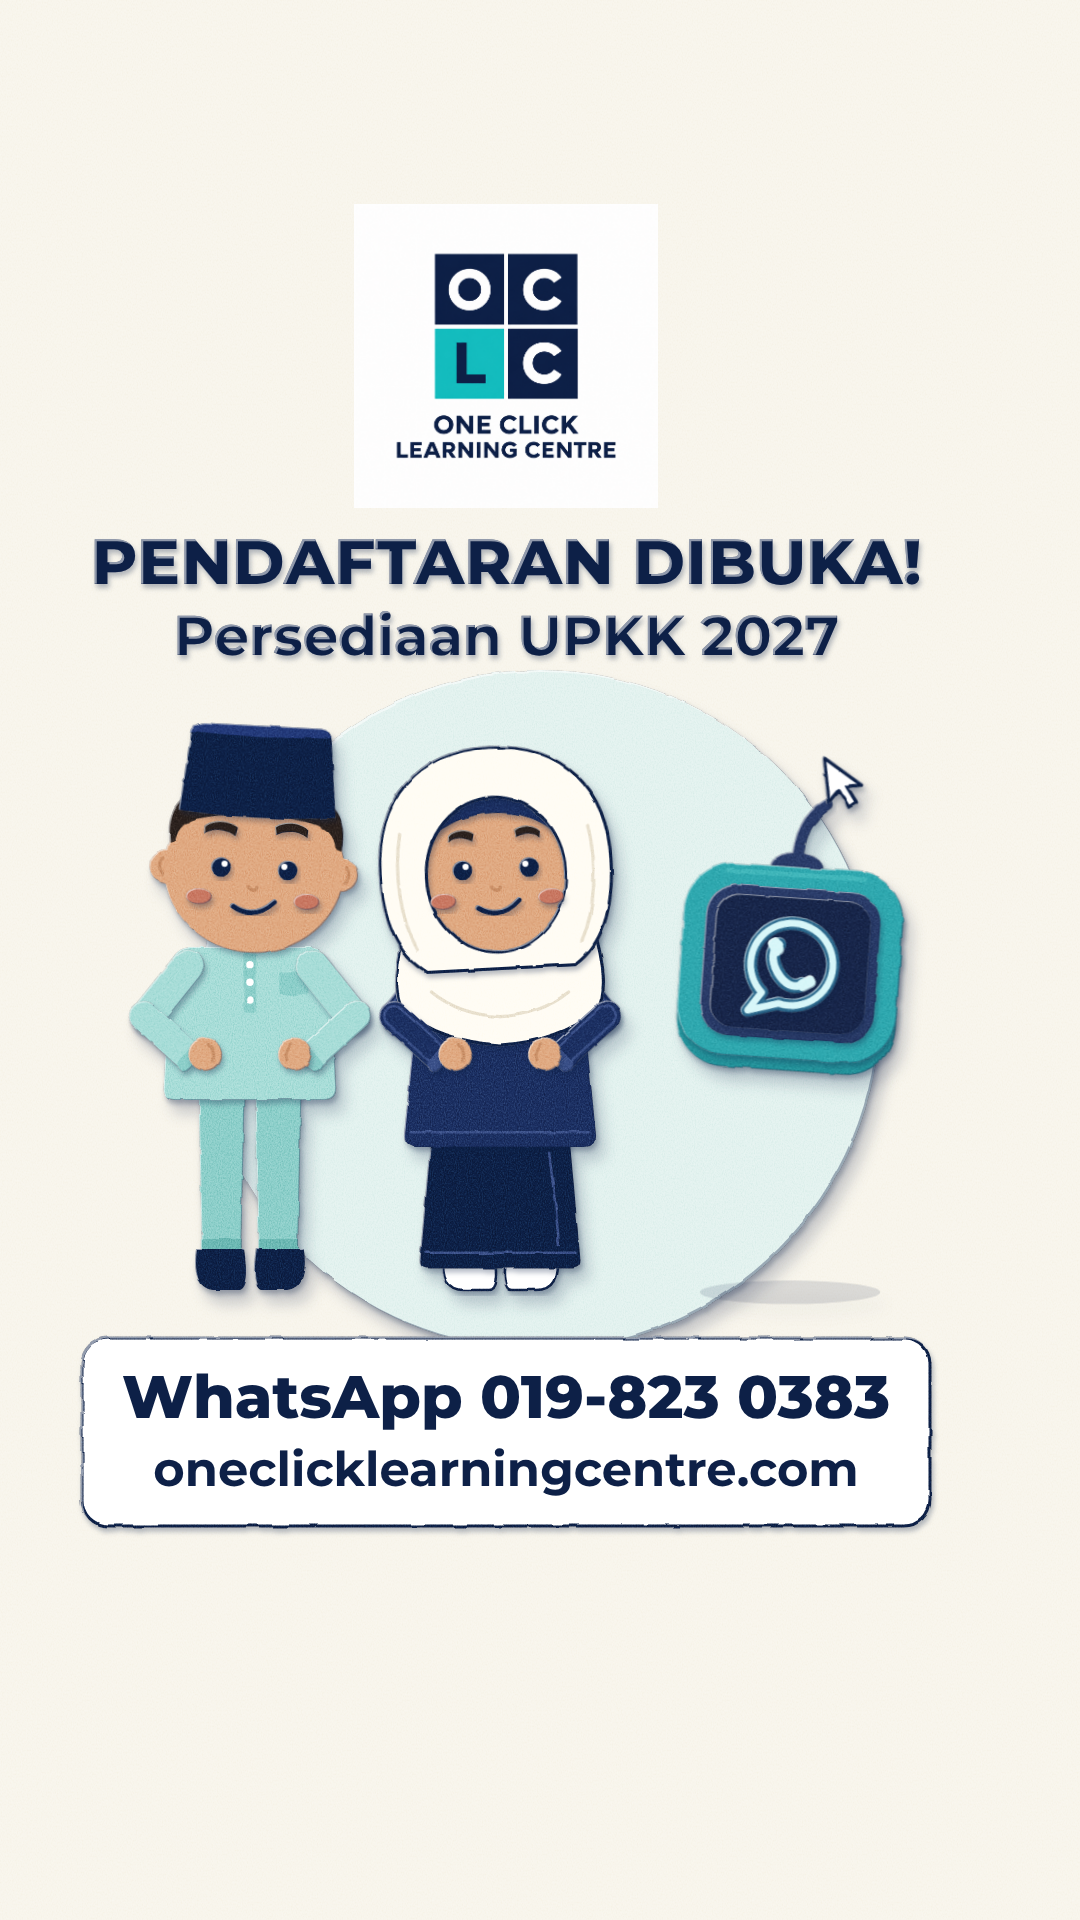 O C
L C
ONE CLICK
LEARNING CENTRE
PENDAFTARAN DIBUKA!
Persediaan UPKK 2027
WhatsApp 019-823 0383
oneclicklearningcentre.com